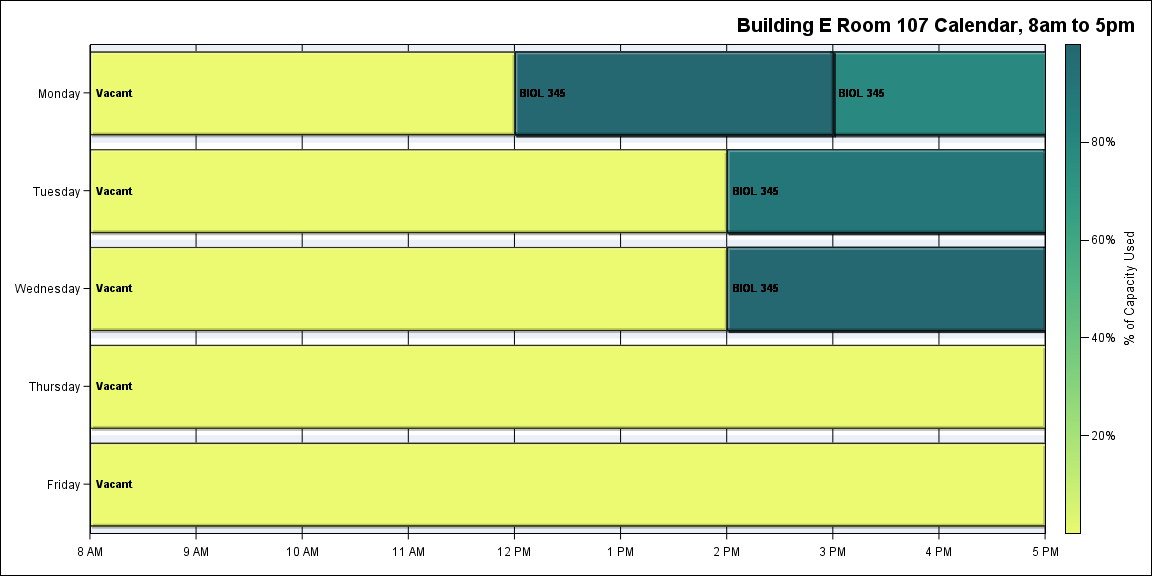 Building E Room 107 Calendar, 8am to 5pm
Monday
Vacant
BIOL 345
BIOL 345
Tuesday
Vacant
BIOL 345
Wednesday
Vacant
BIOL 345
Thursday
Vacant
Friday
Vacant
8 AM
9 AM
10 AM
11 AM
12 PM
1 PM
2 PM
3 PM
4 PM
5 PM
80%
60%
40%
20%
% of Capacity Used